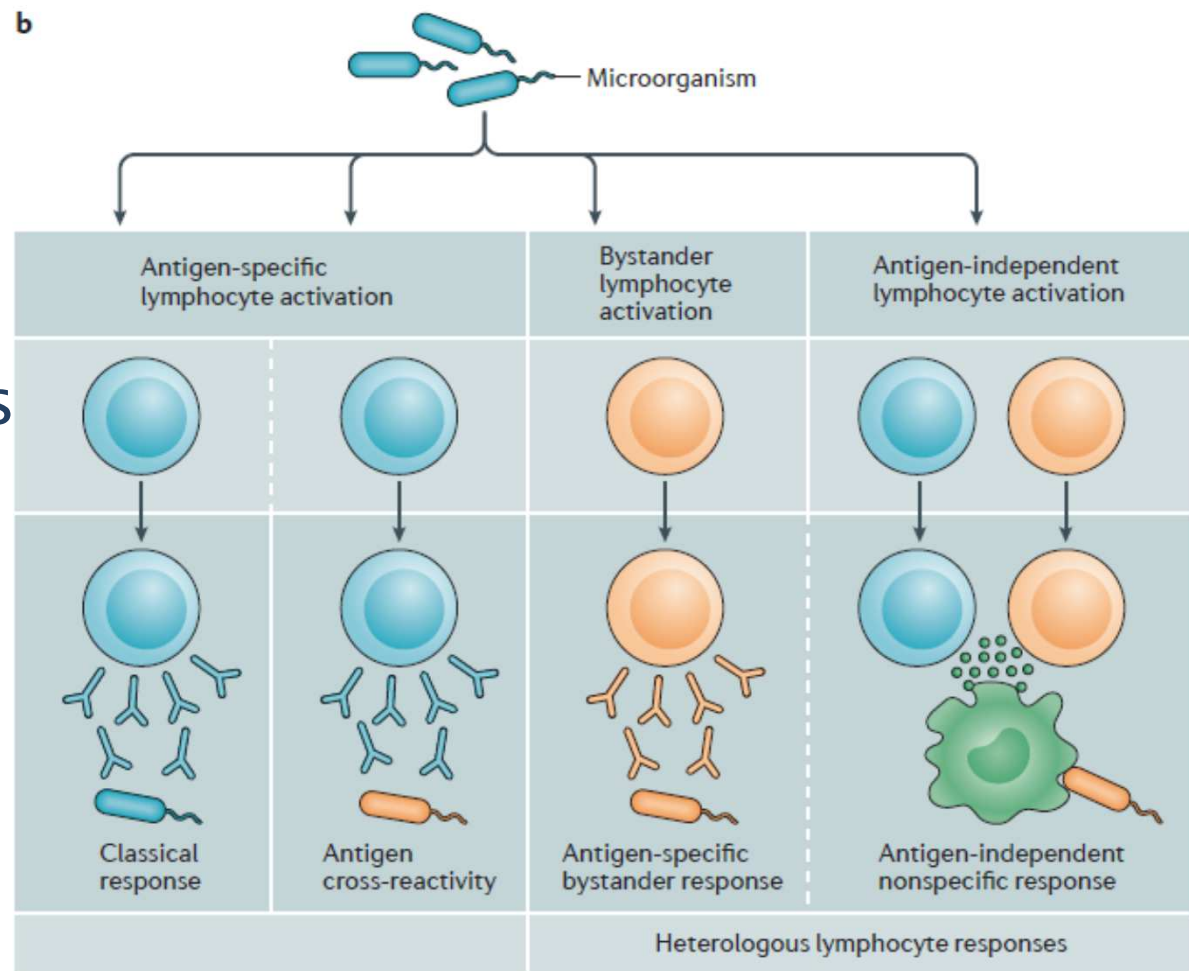 b
Microorganism
Antigen-specific
lymphocyte activation
Bystander
lymphocyte
activation
Antigen-independent
lymphocyte activation
s
Classical
response
Antigen
cross-reactivity
Antigen-specific
bystander response
Antigen-independent
nonspecific response
Heterologous lymphocyte responses